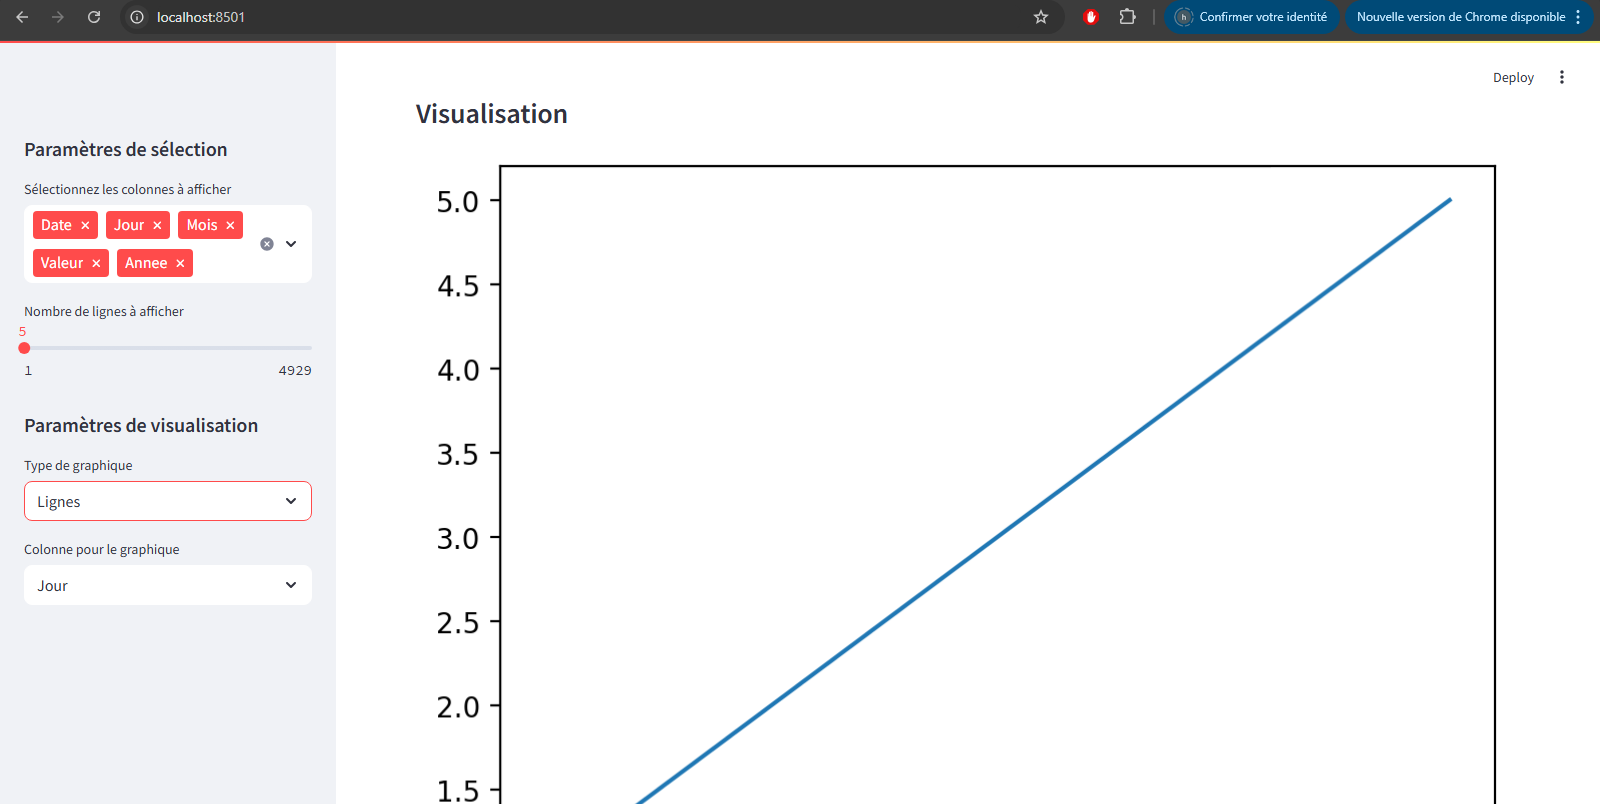 localhost:8501
Confirmer votre identité
Nouvelle version de Chrome disponible
Deploy
Paramètres de sélection
Sélectionnez les colonnes à afficher
Date Jour Mois
Valeur Annee
Nombre de lignes à afficher
5
1 4929
Paramètres de visualisation
Type de graphique
Lignes
Colonne pour le graphique
Jour
Visualisation
5.0
4.5
4.0
3.5
3.0
2.5
2.0
1.5